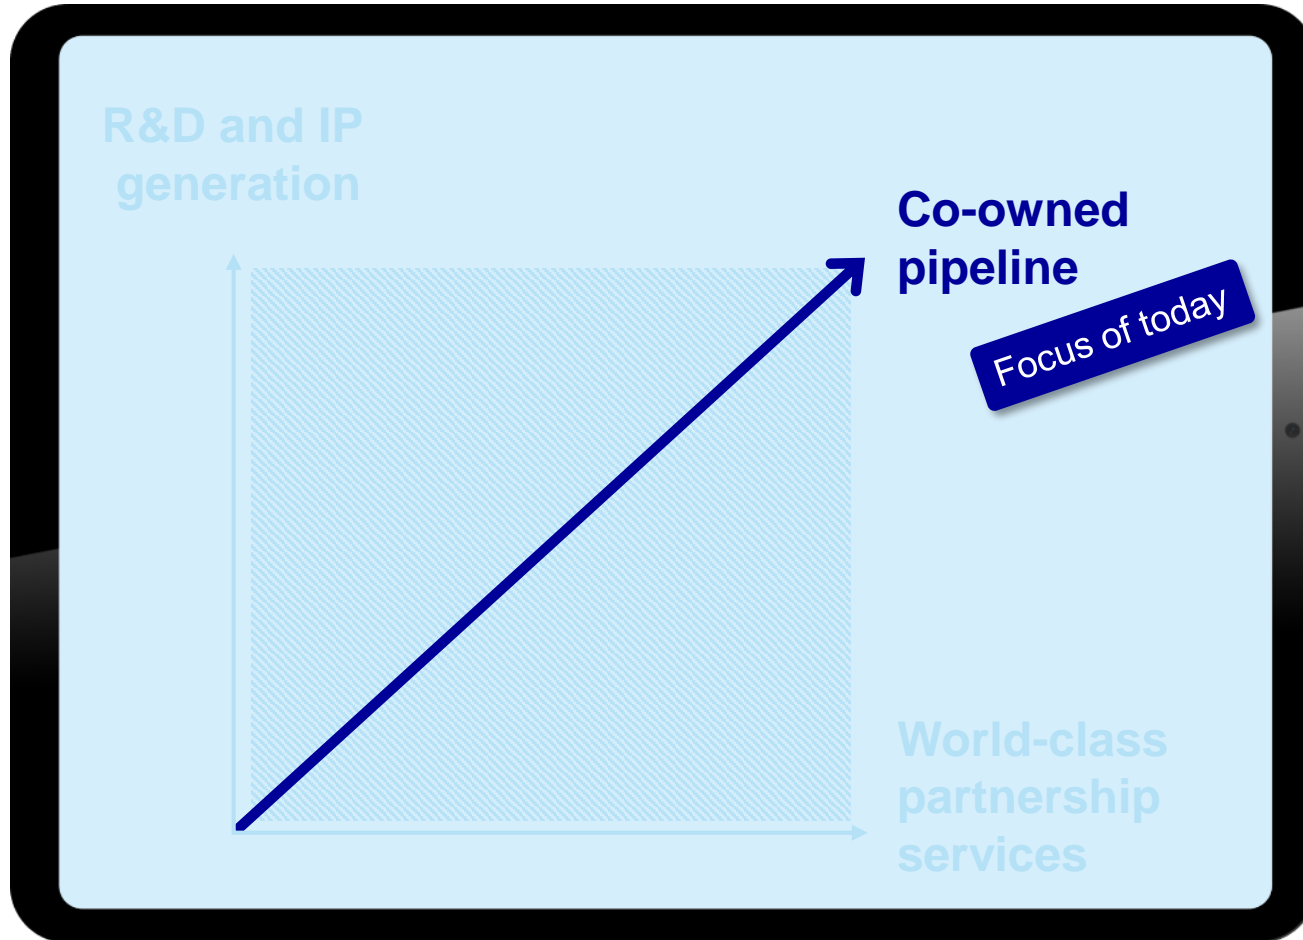 R&D and IP
generation
Co-owned
pipeline
Focus of today
World-class
partnership
services